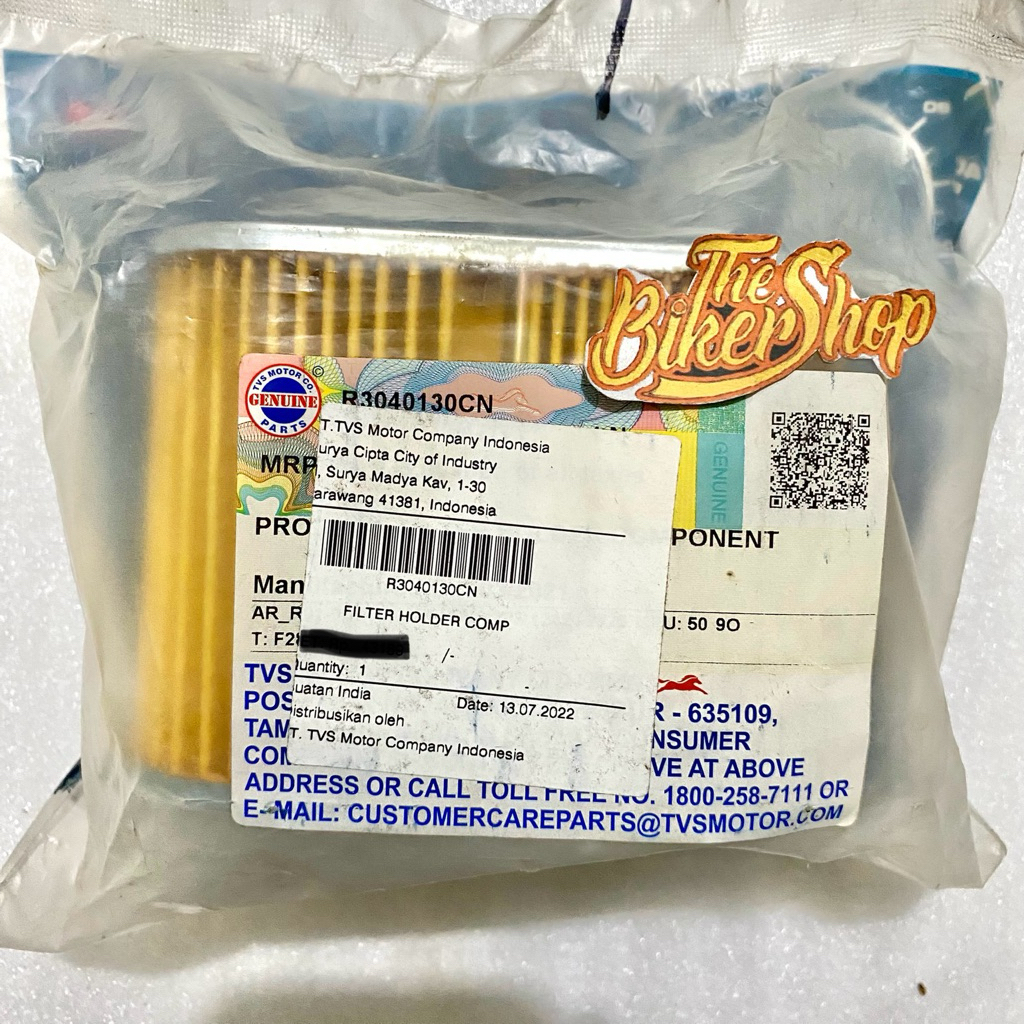 The
BikerShop
TVS MOTOR CO.
GENUINE
PARTS
©
R3040130CN
MRP
GENUINE
T.TVS Motor Company Indonesia
urya Cipta City of Industry
, Surya Madya Kav, 1-30
arawang 41381, Indonesia
PRO
PONENT
R3040130CN
Man
FILTER HOLDER COMP
AR_R
U: 50 9O
T: F28
/-
uantity: 1
uatan India
Date: 13.07.2022
istribusikan oleh
T. TVS Motor Company Indonesia
TVS
POS
R - 635109,
TAM
NSUMER
COM
VE AT ABOVE
ADDRESS OR CALL TOLL FREE NO. 1800-258-7111 OR
E- MAIL: CUSTOMERCAREPARTS@TVSMOTOR.COM